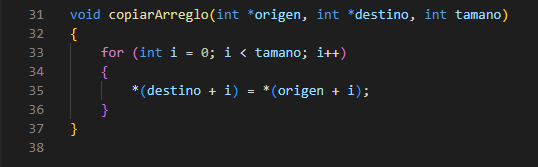 31 void copiarArreglo(int *origen, int *destino, int tamano)
32 {
33     for (int i = 0; i < tamano; i++)
34     {
35         *(destino + i) = *(origen + i);
36     }
37 }
38